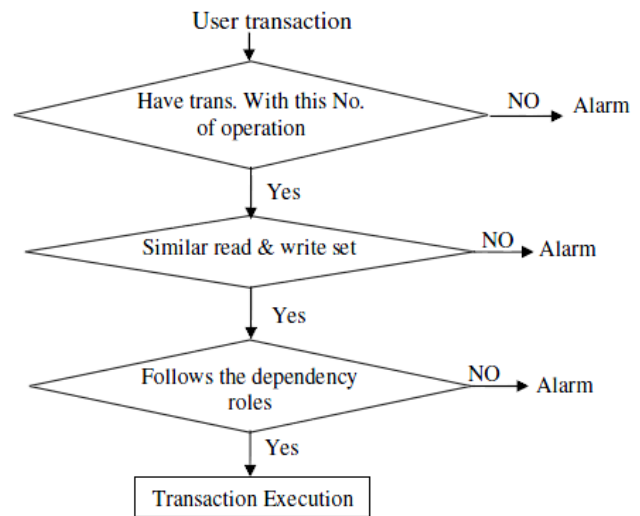 User transaction
Have trans. With this No.
of operation
NO
Alarm
Yes
Similar read & write set
NO
Alarm
Yes
Follows the dependency
roles
NO
Alarm
Yes
Transaction Execution